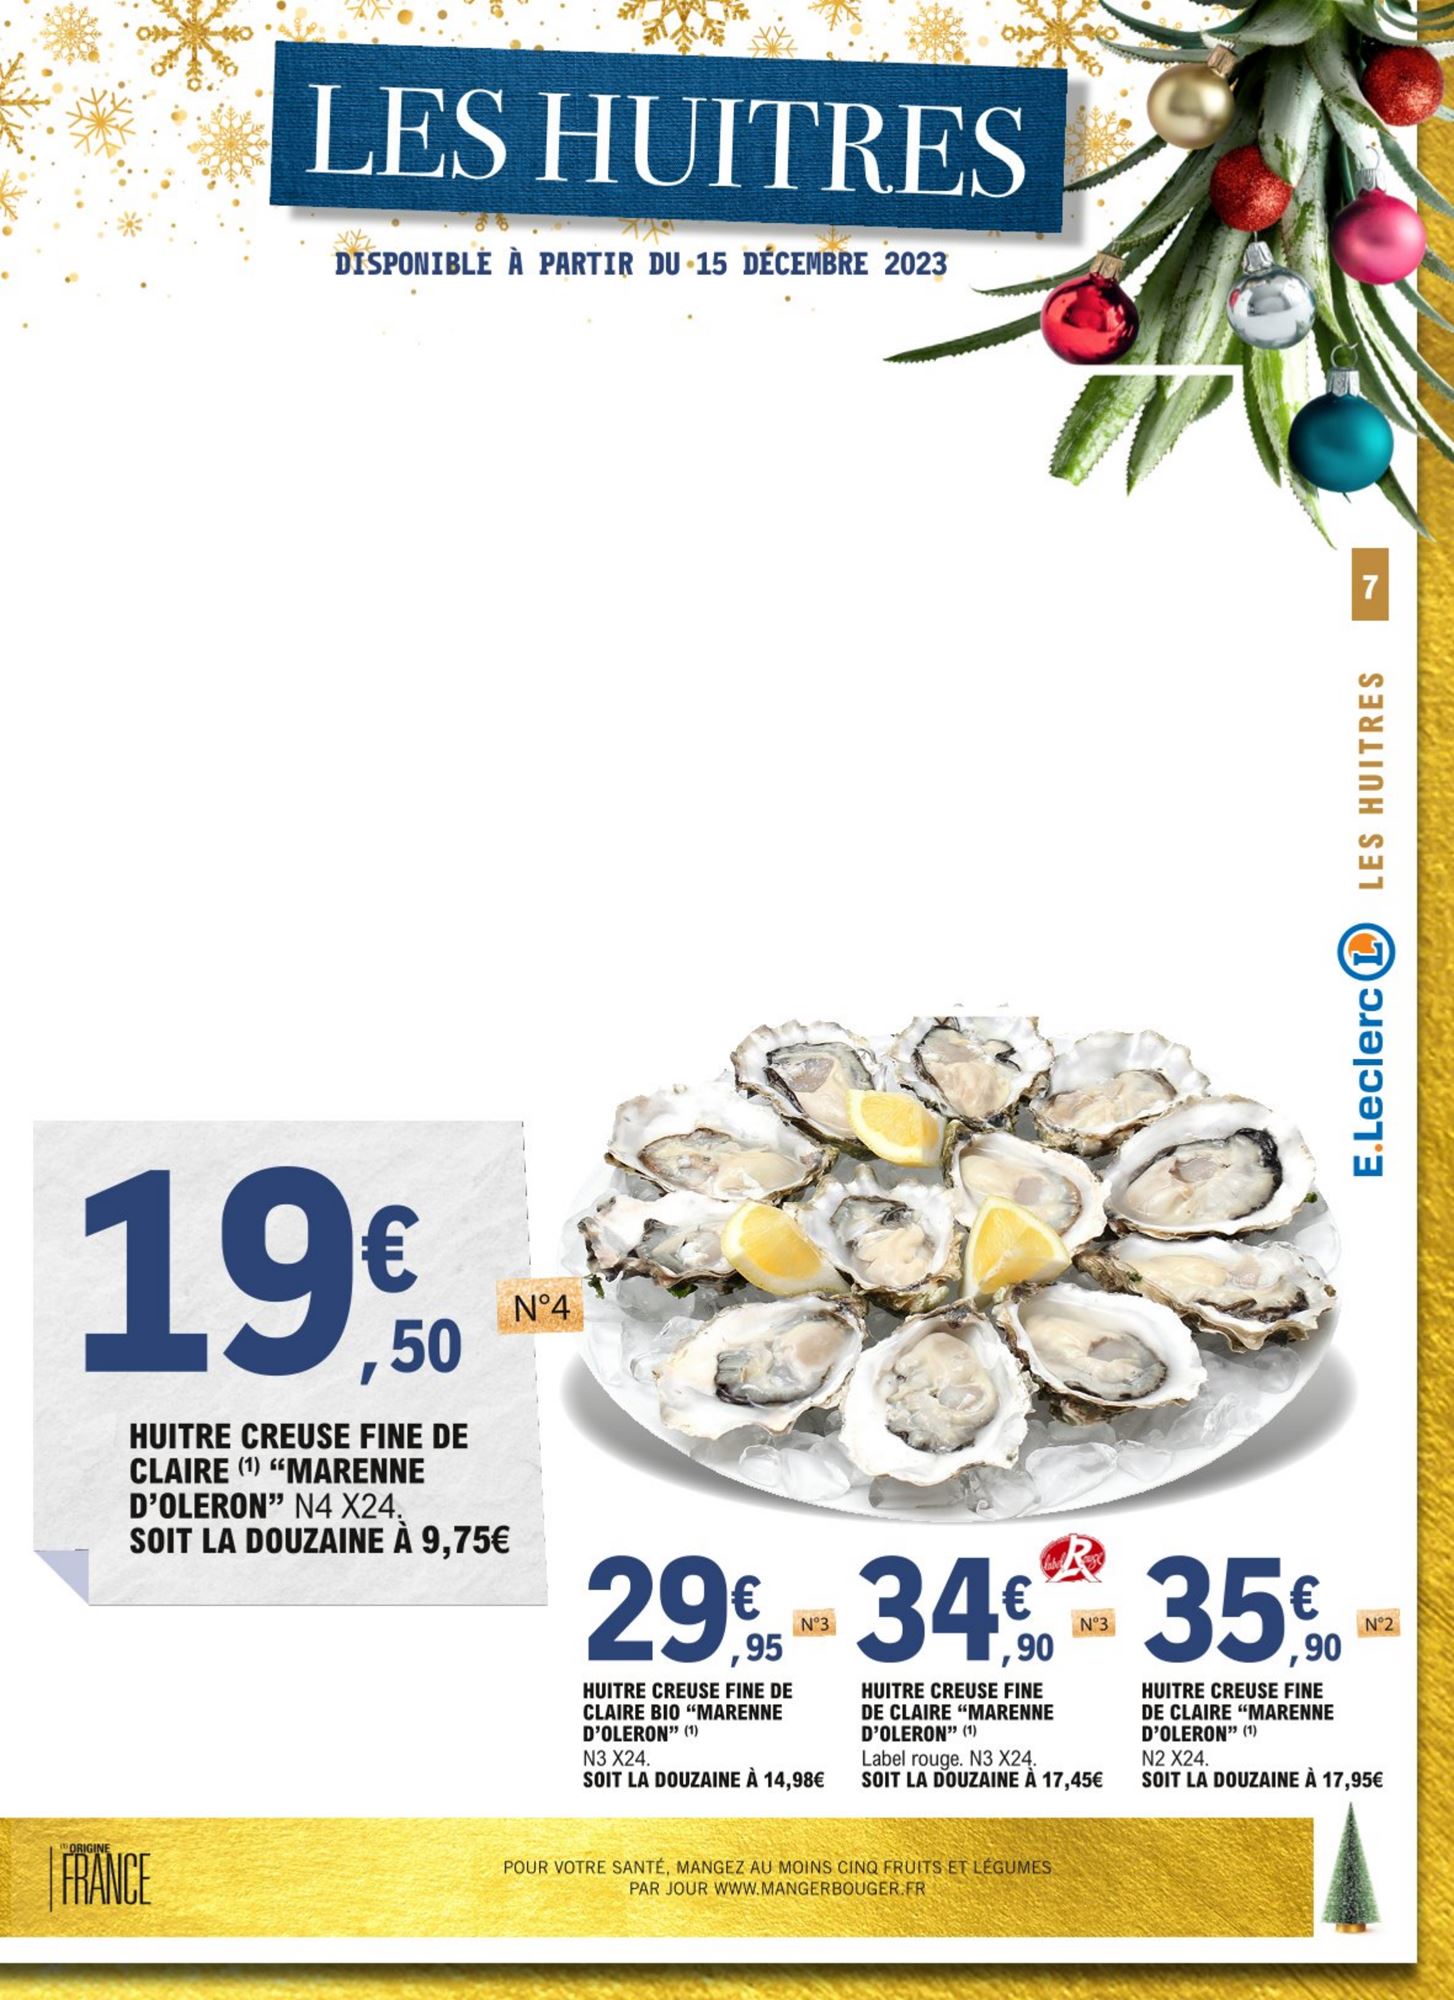 LES HUITRES
DISPONIBLE À PARTIR DU 15 DÉCEMBRE 2023
7
LES HUITRES
E.Leclerc L
19€,50
N°4
HUITRE CREUSE FINE DE
CLAIRE (1) “MARENNE
D’OLERON” N4 X24.
SOIT LA DOUZAINE À 9,75€
29€,95
N°3
HUITRE CREUSE FINE DE
CLAIRE BIO “MARENNE
D’OLERON” (1)
N3 X24.
SOIT LA DOUZAINE À 14,98€
label Rouge
34€,90
N°3
HUITRE CREUSE FINE
DE CLAIRE “MARENNE
D’OLERON” (1)
Label rouge. N3 X24.
SOIT LA DOUZAINE À 17,45€
35€,90
N°2
HUITRE CREUSE FINE
DE CLAIRE “MARENNE
D’OLERON” (1)
N2 X24.
SOIT LA DOUZAINE À 17,95€
(1) ORIGINE
FRANCE
POUR VOTRE SANTÉ, MANGEZ AU MOINS CINQ FRUITS ET LÉGUMES
PAR JOUR WWW.MANGERBOUGER.FR